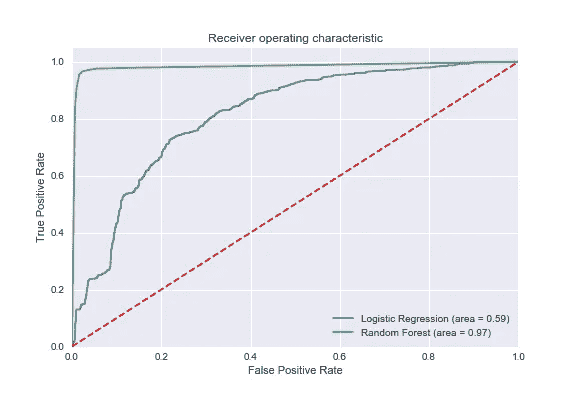 Receiver operating characteristic
1.0
0.8
0.6
0.4
0.2
0.0
True Positive Rate
Logistic Regression (area = 0.59)
Random Forest (area = 0.97)
0.0 0.2 0.4 0.6 0.8 1.0
False Positive Rate